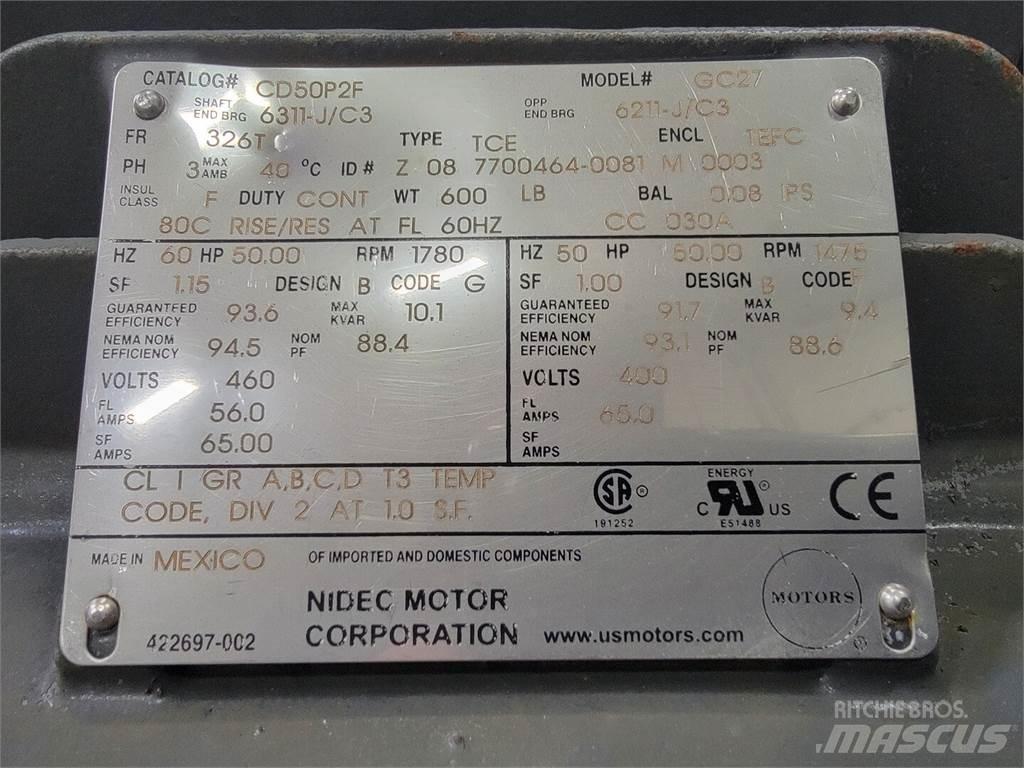 CATALOG# CD50P2F MODEL# GC27
SHAFT END BRG 6311-J/C3 OPP END BRG 6211-J/C3
FR 326T TYPE TCE ENCL TEFC
PH 3 MAX AMB 40 °C ID# Z 08 7700464-0081 M 0003
INSUL CLASS F DUTY CONT WT 600 LB BAL 0.08 IPS
80C RISE/RES AT FL 60HZ CC 030A
HZ 60 HP 50.00 RPM 1780
SF 1.15 DESIGN B CODE G
GUARANTEED EFFICIENCY 93.6 MAX KVAR 10.1
NEMA NOM EFFICIENCY 94.5 NOM PF 88.4
VOLTS 460
FL AMPS 56.0
SF AMPS 65.00
HZ 50 HP 50.00 RPM 1475
SF 1.00 DESIGN B CODE F
GUARANTEED EFFICIENCY 91.7 MAX KVAR 9.4
NEMA NOM EFFICIENCY 93.1 NOM PF 88.6
VOLTS 400
FL AMPS 65.0
SF AMPS
CL I GR A,B,C,D T3 TEMP
CODE, DIV 2 AT 1.0 S.F.
SA ®
191252
ENERGY
C RU US ®
E51488
CE
MADE IN MEXICO OF IMPORTED AND DOMESTIC COMPONENTS
NIDEC MOTOR
CORPORATION www.usmotors.com
422697-002
MOTORS ®
RITCHIE BROS.
MASCUS